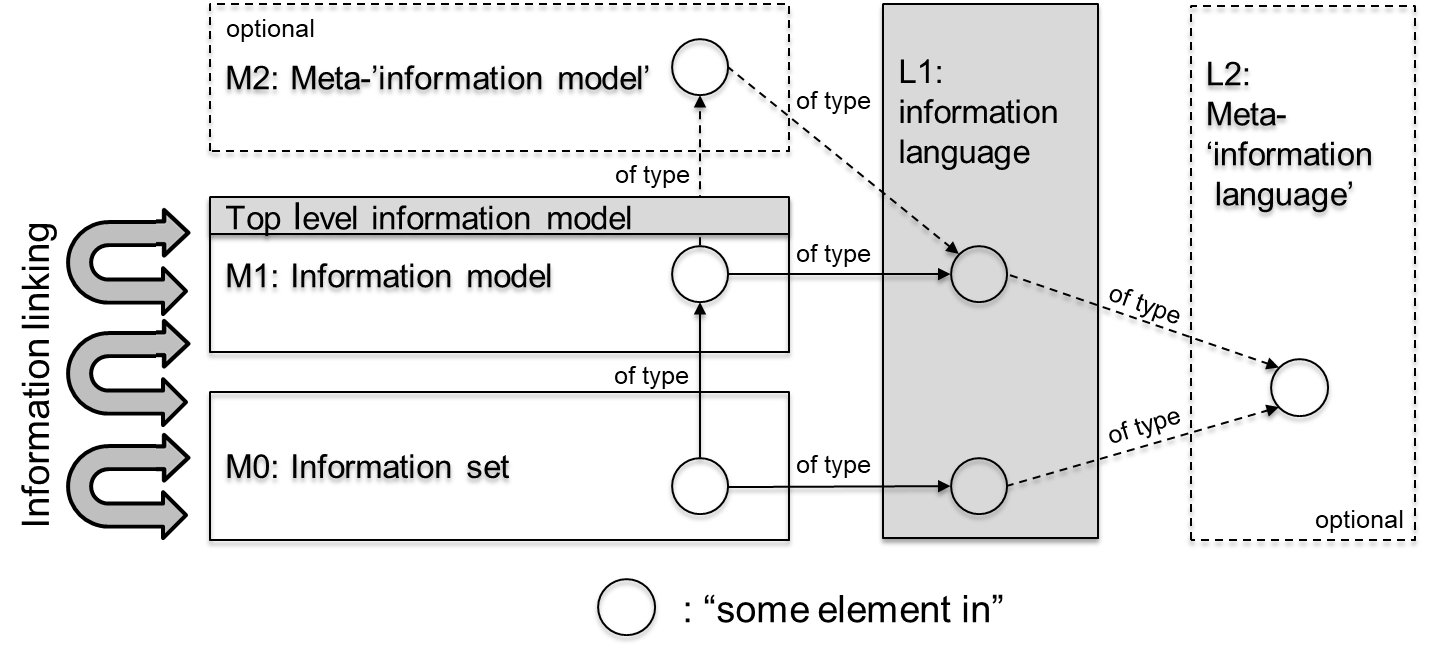 optional
M2: Meta-’information model’
of type
of type
Top level information model
M1: Information model
of type
of type
M0: Information set
of type
Information linking
L1:
information
language
of type
of type
L2:
Meta-
‘information
language’
optional
: “some element in”